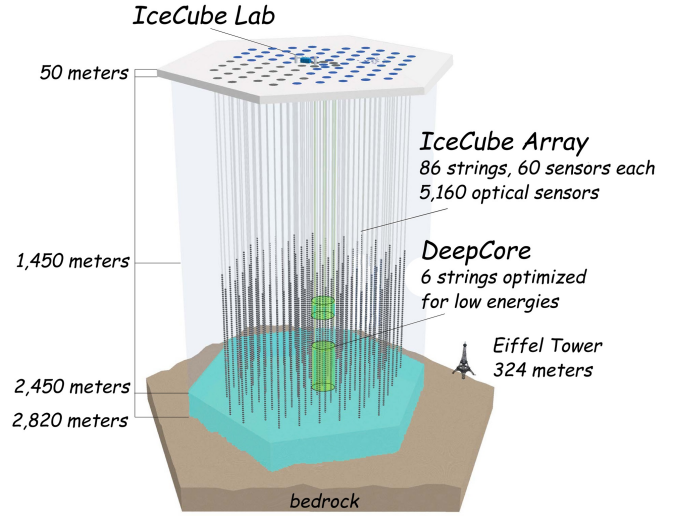 IceCube Lab
50 meters
IceCube Array
86 strings, 60 sensors each
5,160 optical sensors
1,450 meters
DeepCore
6 strings optimized
for low energies
Eiffel Tower
324 meters
2,450 meters
2,820 meters
bedrock